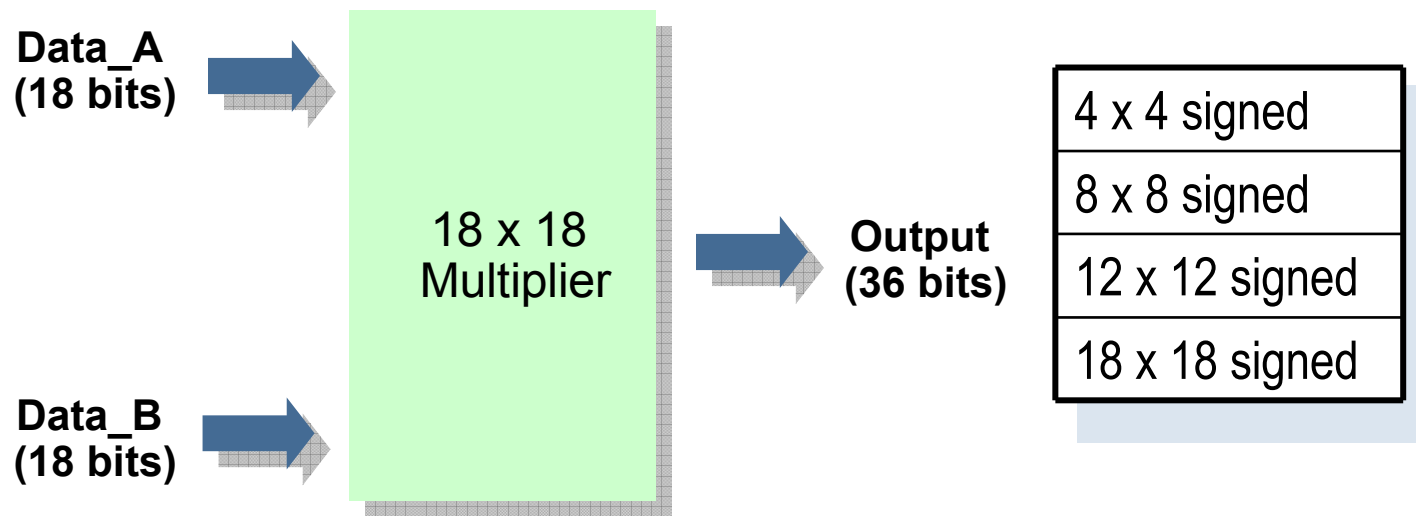 Data_A
(18 bits)
18 x 18
Multiplier
Data_B
(18 bits)
Output
(36 bits)
4 x 4 signed
8 x 8 signed
12 x 12 signed
18 x 18 signed